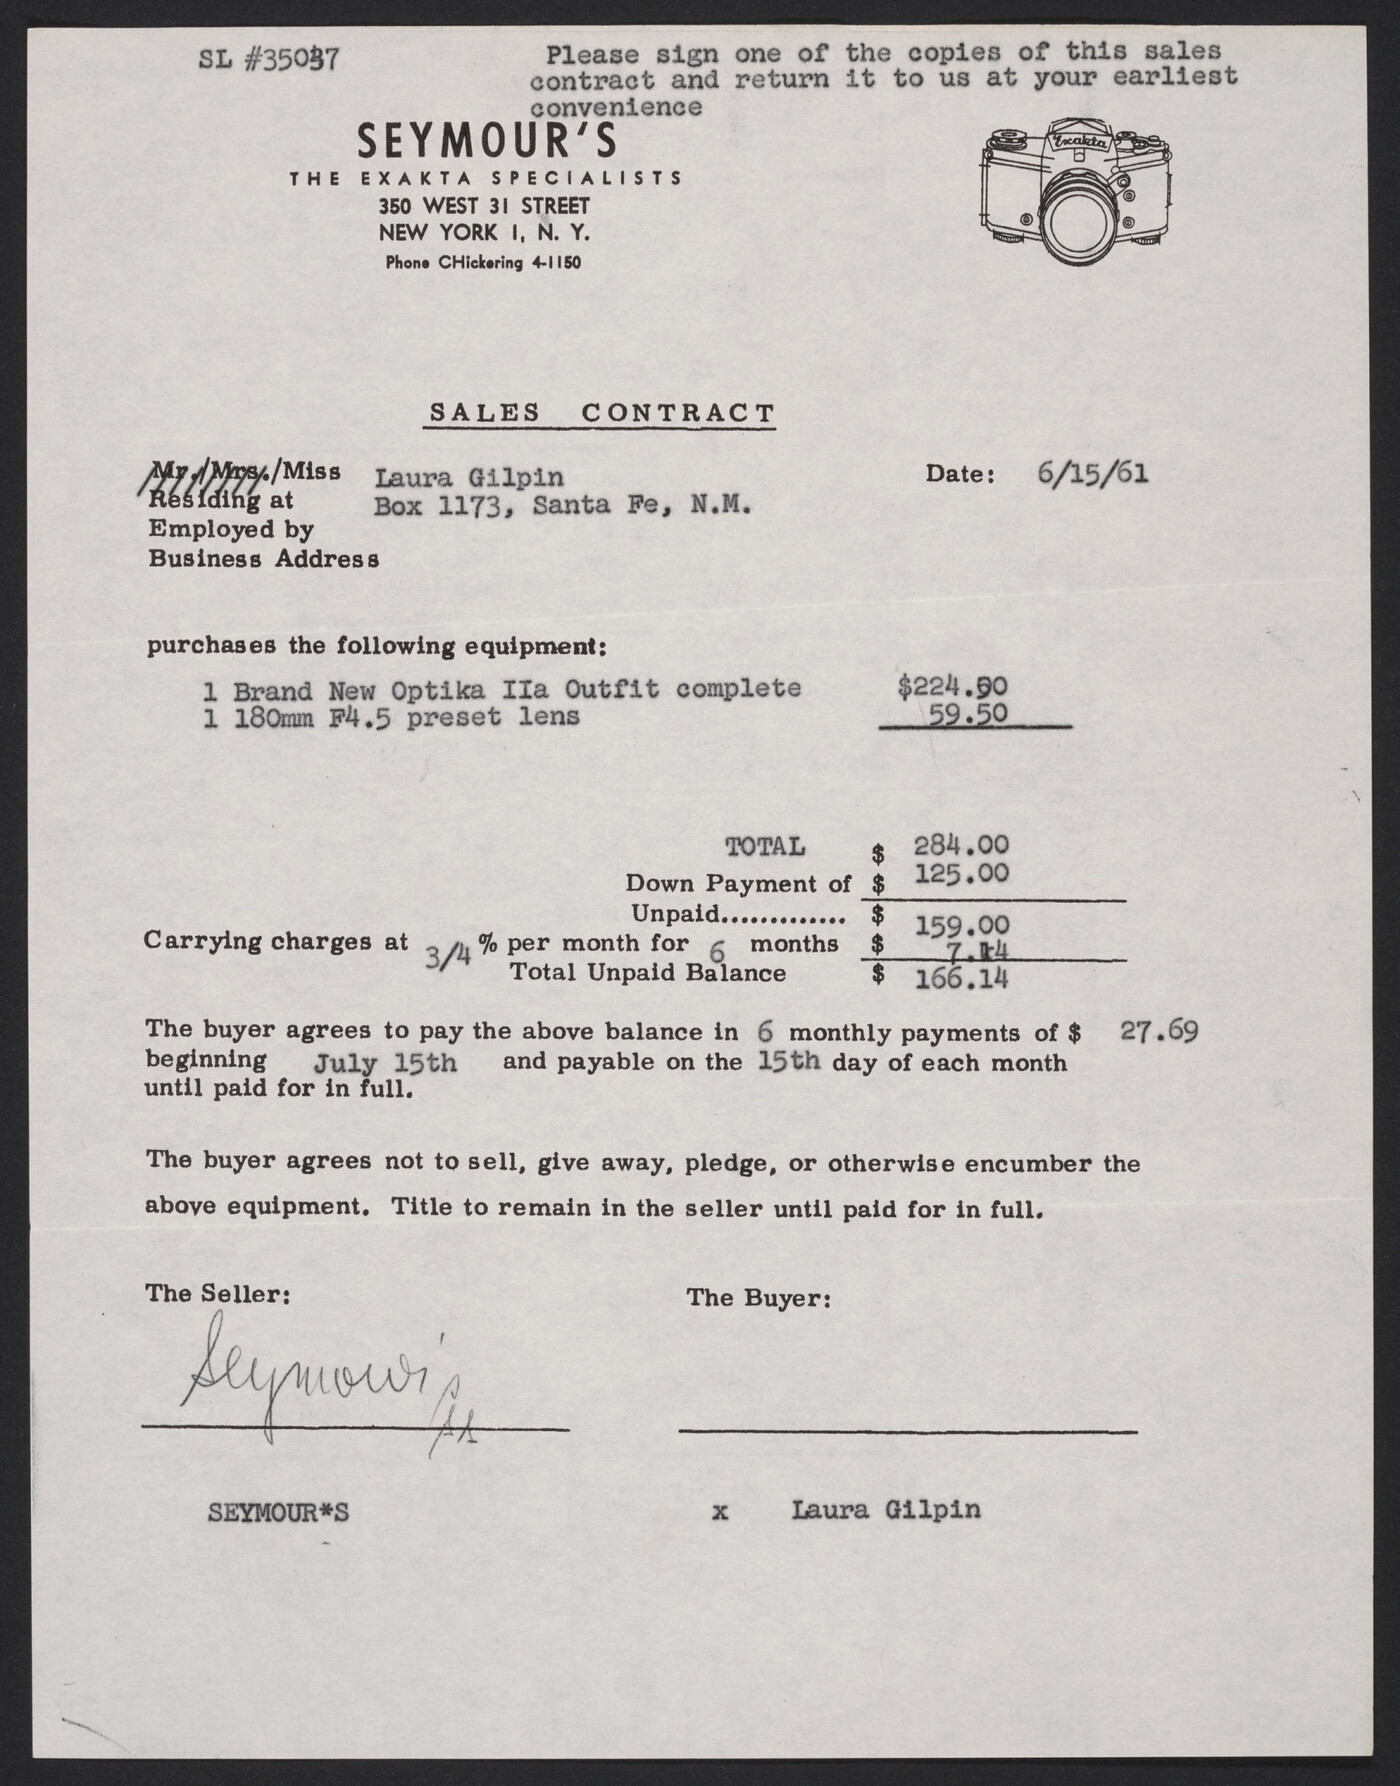 SL #35037
Please sign one of the copies of this sales
contract and return it to us at your earliest
convenience
SEYMOUR'S
THE EXAKTA SPECIALISTS
350 WEST 31 STREET
NEW YORK 1, N. Y.
Phone CHickering 4-1150
Exakta
SALES CONTRACT
Mr./Mrs./Miss Laura Gilpin Date: 6/15/61
Residing at Box 1173, Santa Fe, N.M.
Employed by
Business Address
purchases the following equipment:
1 Brand New Optika IIa Outfit complete $224.50
1 180mm F4.5 preset lens 59.50
TOTAL $ 284.00
Down Payment of $ 125.00
Unpaid............. $ 159.00
Carrying charges at 3/4 % per month for 6 months $ 7.14
Total Unpaid Balance $ 166.14
The buyer agrees to pay the above balance in 6 monthly payments of $ 27.69
beginning July 15th and payable on the 15th day of each month
until paid for in full.
The buyer agrees not to sell, give away, pledge, or otherwise encumber the
above equipment. Title to remain in the seller until paid for in full.
The Seller: The Buyer:
Seymour's
SEYMOUR*S x Laura Gilpin